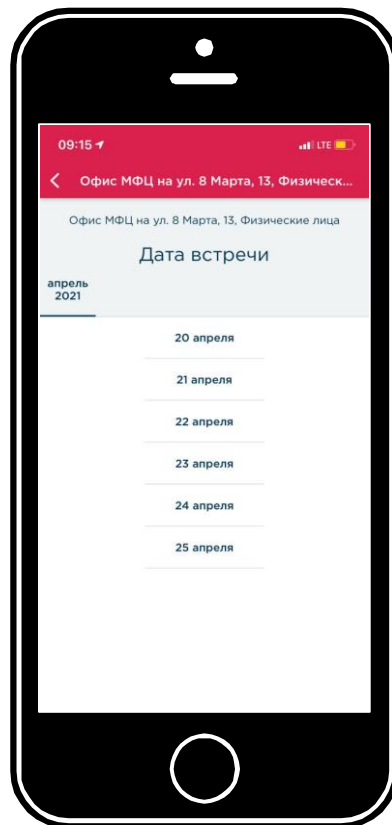 09:15 LTE
Офис МФЦ на ул. 8 Марта, 13, Физическ...
Офис МФЦ на ул. 8 Марта, 13, Физические лица
Дата встречи
апрель
2021
20 апреля
21 апреля
22 апреля
23 апреля
24 апреля
25 апреля